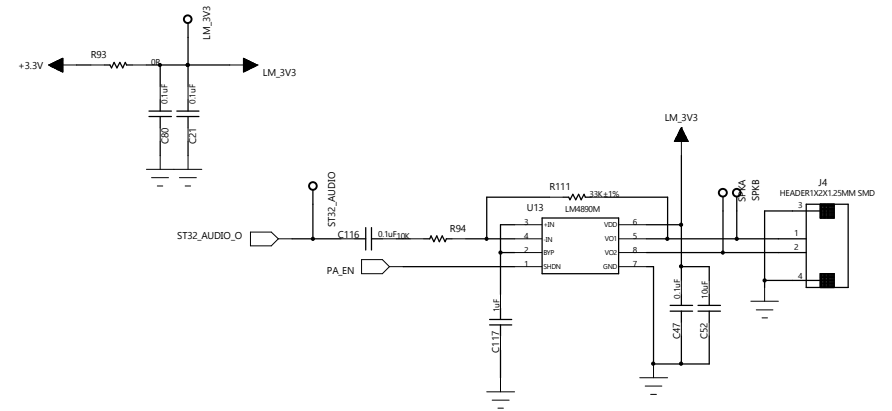 LM_3V3
R93
+3.3V
0R
LM_3V3
0.1uF
0.1uF
C80
C21
LM_3V3
ST32_AUDIO
R111
33K±1%
SPKA
SPKB
J4
HEADER1X2X1.25MM SMD
U13
LM4890M
3
+IN
VDD
6
3
ST32_AUDIO_O
C116
0.1uF
10K
R94
4
-IN
VO1
5
1
2
BYP
VO2
8
2
PA_EN
1
SHDN
GND
7
4
1uF
C117
0.1uF
10uF
C47
C52